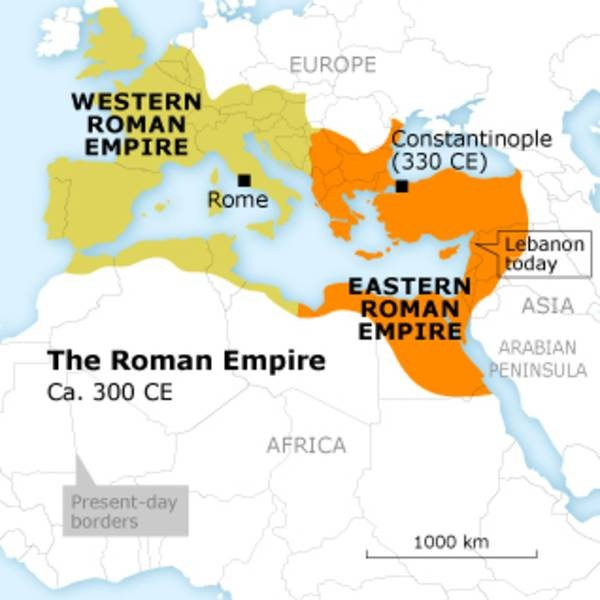 EUROPE
WESTERN
ROMAN
EMPIRE
Constantinople
(330 CE)
Rome
Lebanon
today
EASTERN
ROMAN
EMPIRE
ASIA
ARABIAN
PENINSULA
The Roman Empire
Ca. 300 CE
AFRICA
Present-day
borders
1000 km